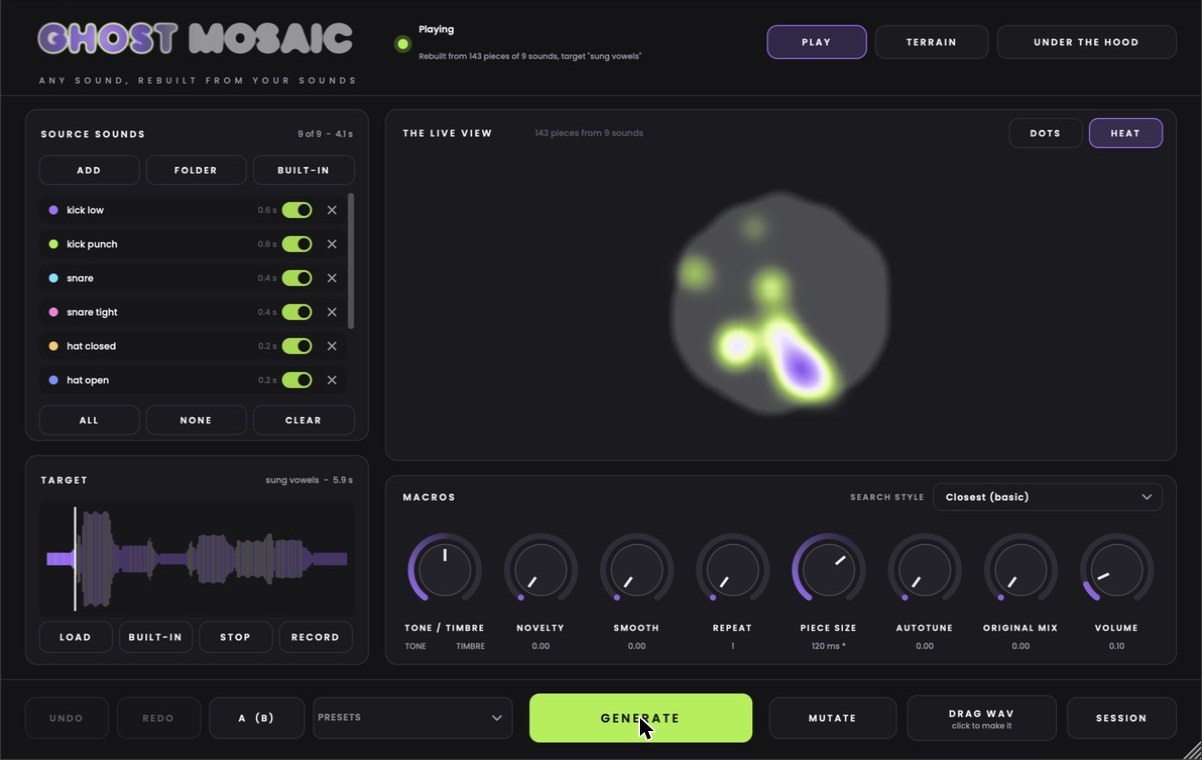 GHOST MOSAIC
ANY SOUND, REBUILT FROM YOUR SOUNDS
Playing
Rebuilt from 143 pieces of 9 sounds, target "sung vowels"
PLAY
TERRAIN
UNDER THE HOOD
SOURCE SOUNDS
9 of 9 - 4.1 s
ADD
FOLDER
BUILT-IN
kick low 0.6 s
kick punch 0.6 s
snare 0.4 s
snare tight 0.4 s
hat closed 0.2 s
hat open 0.2 s
ALL
NONE
CLEAR
THE LIVE VIEW
143 pieces from 9 sounds
DOTS
HEAT
TARGET
sung vowels - 5.9 s
LOAD
BUILT-IN
STOP
RECORD
MACROS
SEARCH STYLE
Closest (basic)
TONE / TIMBRE
TONE TIMBRE
NOVELTY
0.00
SMOOTH
0.00
REPEAT
1
PIECE SIZE
120 ms *
AUTOTUNE
0.00
ORIGINAL MIX
0.00
VOLUME
0.10
UNDO
REDO
A (B)
PRESETS
GENERATE
MUTATE
DRAG WAV
click to make it
SESSION